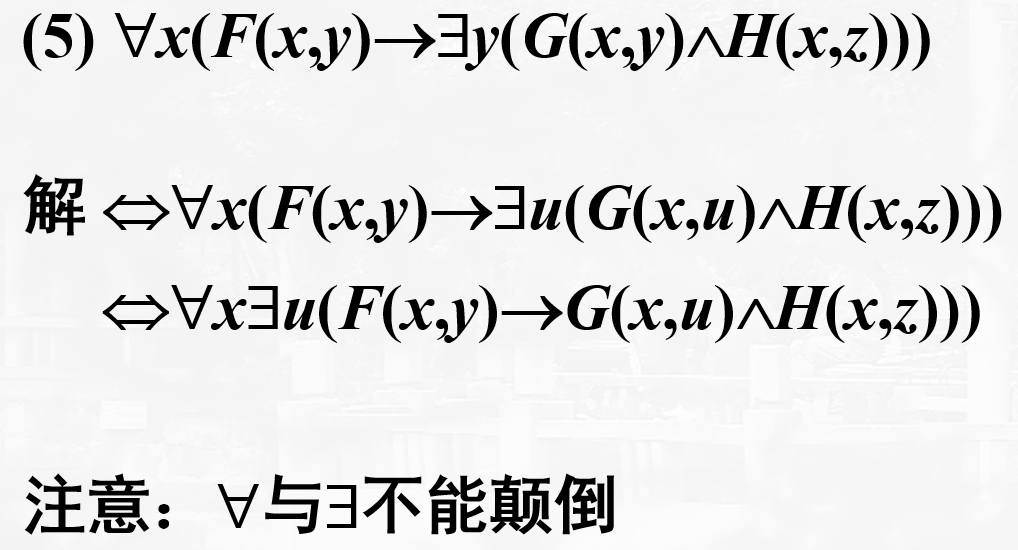 (5) ∀x(F(x,y)→∃y(G(x,y)∧H(x,z)))
解 ⇔∀x(F(x,y)→∃u(G(x,u)∧H(x,z)))
⇔∀x∃u(F(x,y)→G(x,u)∧H(x,z)))
注意：∀与∃不能颠倒